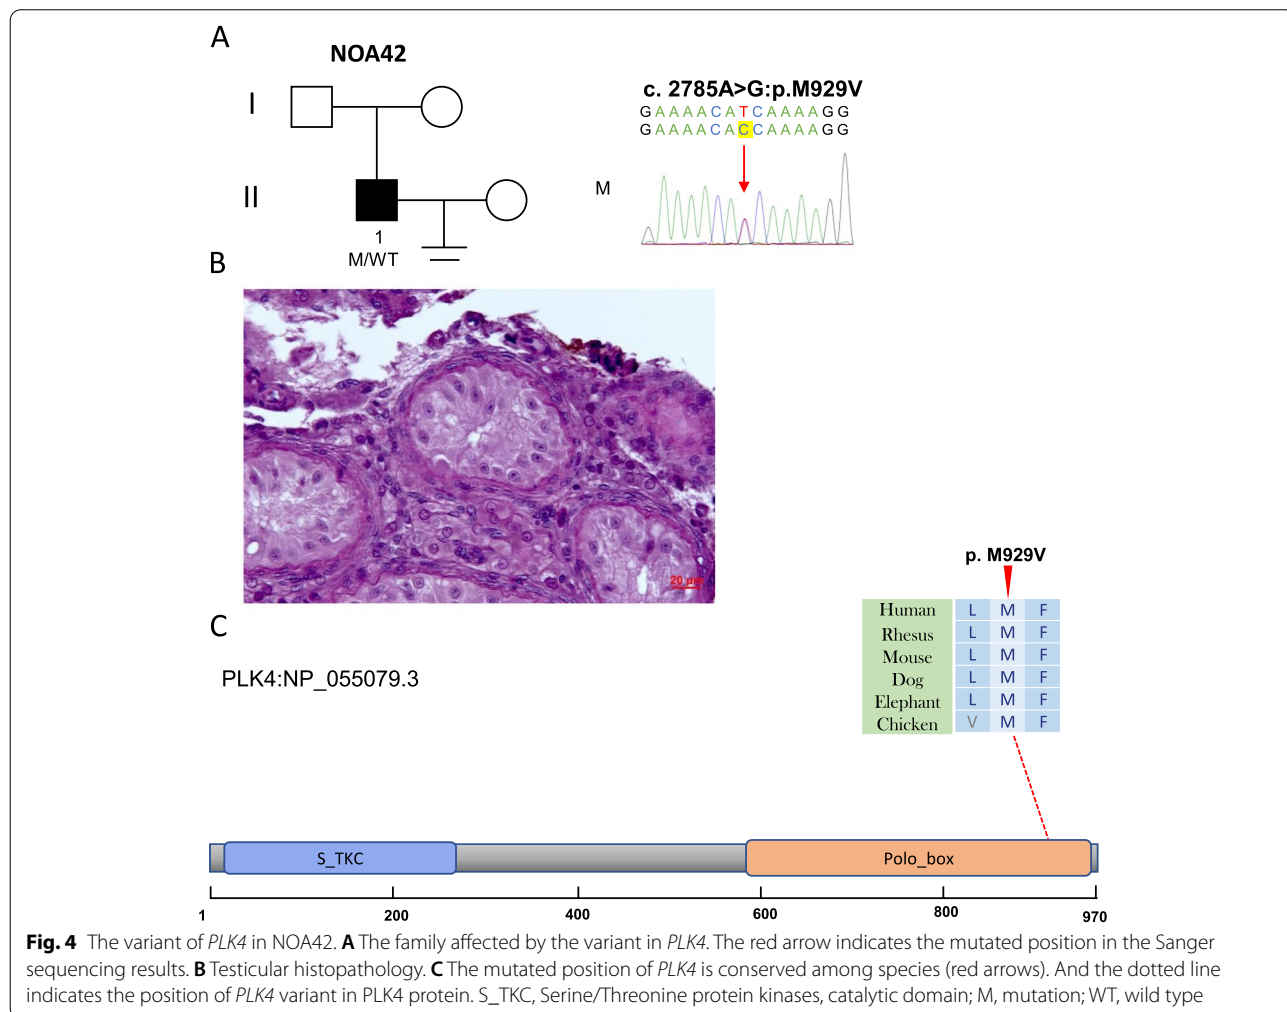 A
NOA42
I
II
1
M/WT
c. 2785A>G:p.M929V
GAAAACATCAAAAGG
GAAAACACCAAAAGG
M
B
20 μm
C
PLK4:NP_055079.3
p. M929V
Human L M F
Rhesus L M F
Mouse L M F
Dog L M F
Elephant L M F
Chicken V M F
S_TKC
Polo_box
1 200 400 600 800 970
Fig. 4 The variant of PLK4 in NOA42. A The family affected by the variant in PLK4. The red arrow indicates the mutated position in the Sanger
sequencing results. B Testicular histopathology. C The mutated position of PLK4 is conserved among species (red arrows). And the dotted line
indicates the position of PLK4 variant in PLK4 protein. S_TKC, Serine/Threonine protein kinases, catalytic domain; M, mutation; WT, wild type